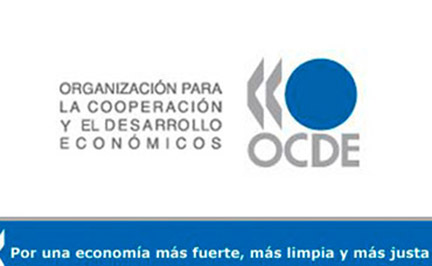 ORGANIZACIÓN PARA
LA COOPERACIÓN
Y EL DESARROLLO
ECONÓMICOS
OCDE
Por una economía más fuerte, más limpia y más justa